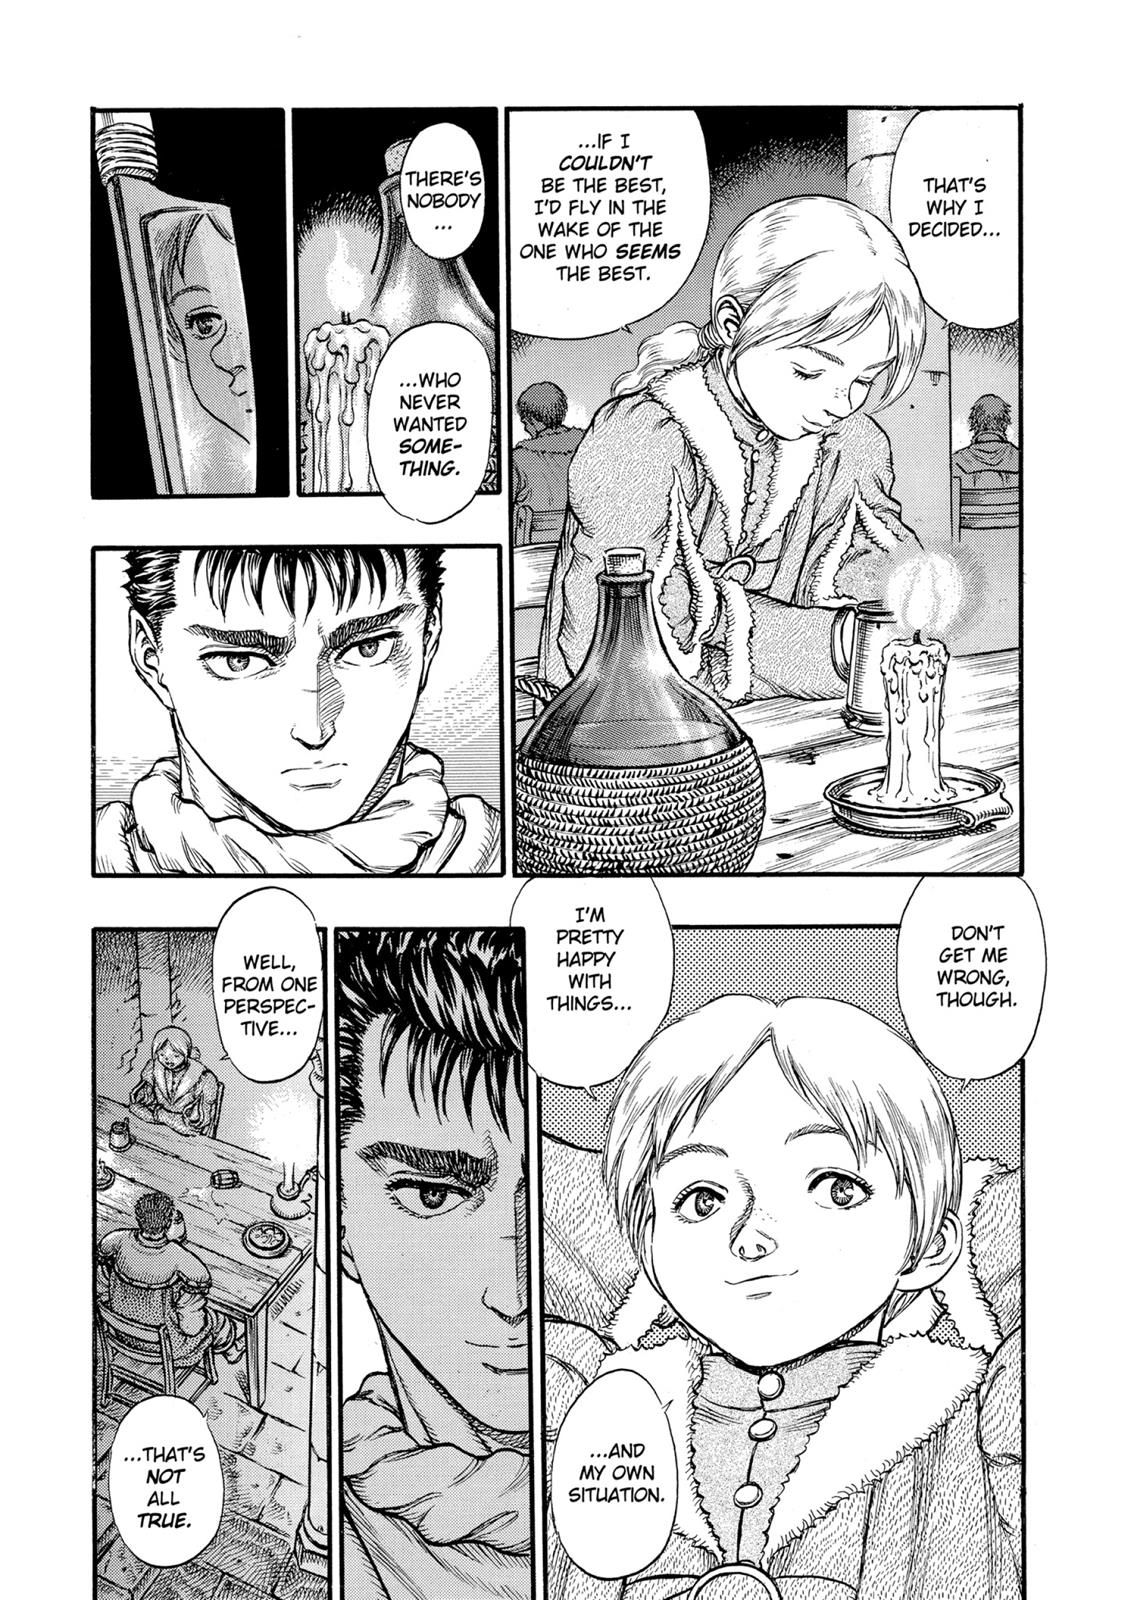 THAT'S
WHY I
DECIDED...
...IF I
COULDN'T
BE THE BEST,
I'D FLY IN THE
WAKE OF THE
ONE WHO SEEMS
THE BEST.
THERE'S
NOBODY
...
...WHO
NEVER
WANTED
SOME-
THING.
DON'T
GET ME
WRONG,
THOUGH.
I'M
PRETTY
HAPPY
WITH
THINGS...
...AND
MY OWN
SITUATION.
WELL,
FROM ONE
PERSPEC-
TIVE...
...THAT'S
NOT
ALL
TRUE.